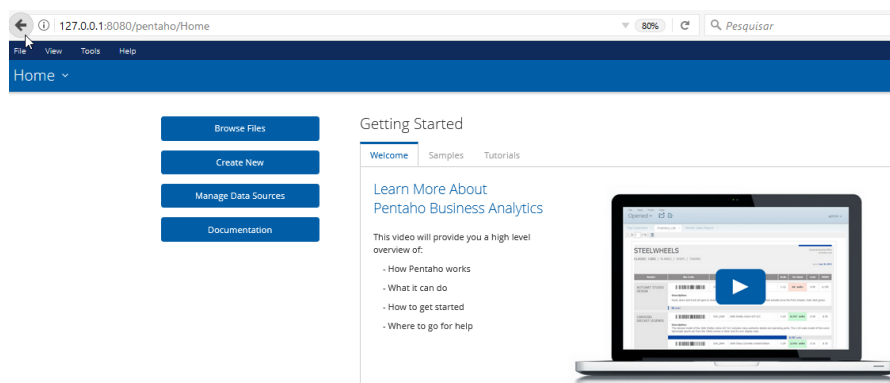 127.0.0.1:8080/pentaho/Home
80%
Pesquisar
File View Tools Help
Home
Browse Files
Create New
Manage Data Sources
Documentation
Getting Started
Welcome Samples Tutorials
Learn More About
Pentaho Business Analytics
This video will provide you a high level
overview of:
- How Pentaho works
- What it can do
- How to get started
- Where to go for help
Opened
STEELWHEELS